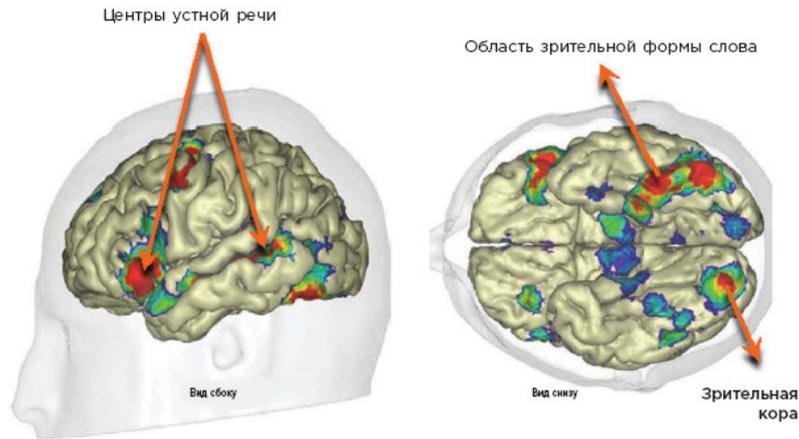 Центры устной речи
Область зрительной формы слова
Вид сбоку
Вид снизу
Зрительная
кора